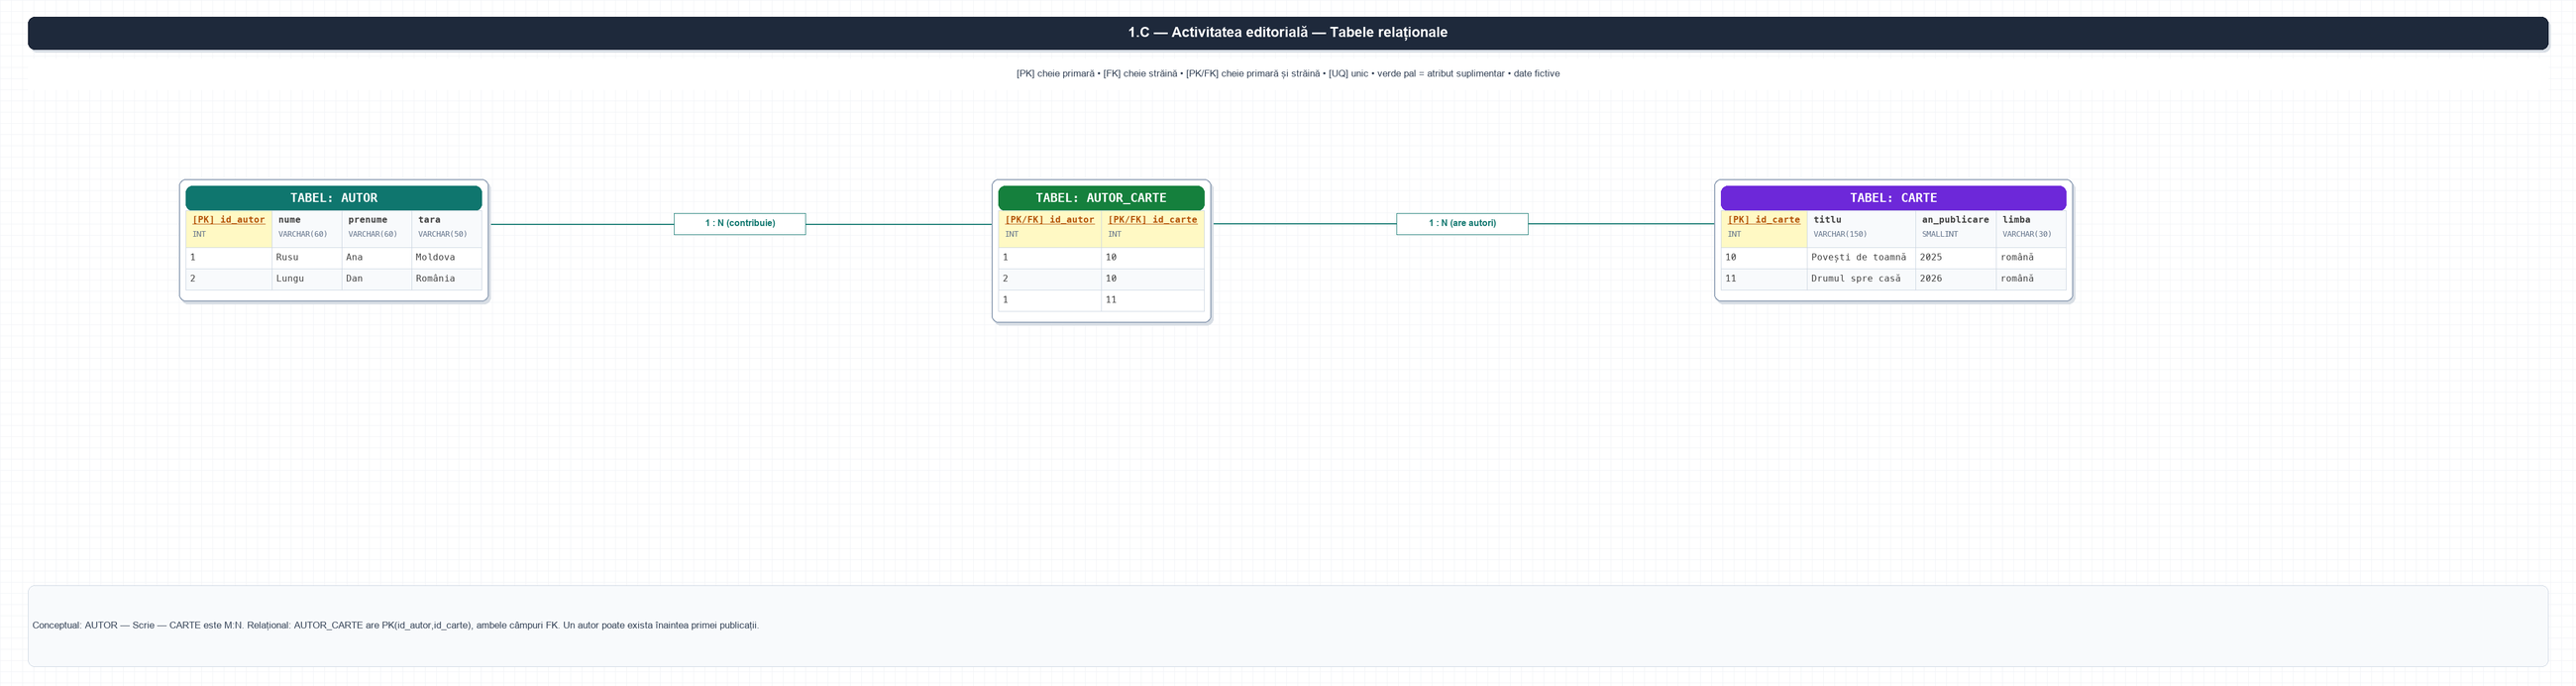 1.C — Activitatea editorială — Tabele relaționale
[PK] cheie primară • [FK] cheie străină • [PK/FK] cheie primară și străină • [UQ] unic • verde pal = atribut suplimentar • date fictive
TABEL: AUTOR
[PK] id_autor nume prenume tara
INT VARCHAR(60) VARCHAR(60) VARCHAR(50)
1 Rusu Ana Moldova
2 Lungu Dan România
1 : N (contribuie)
TABEL: AUTOR_CARTE
[PK/FK] id_autor [PK/FK] id_carte
INT INT
1 10
2 10
1 11
1 : N (are autori)
TABEL: CARTE
[PK] id_carte titlu an_publicare limba
INT VARCHAR(150) SMALLINT VARCHAR(30)
10 Povești de toamnă 2025 română
11 Drumul spre casă 2026 română
Conceptual: AUTOR — Scrie — CARTE este M:N. Relațional: AUTOR_CARTE are PK(id_autor,id_carte), ambele câmpuri FK. Un autor poate exista înaintea primei publicații.